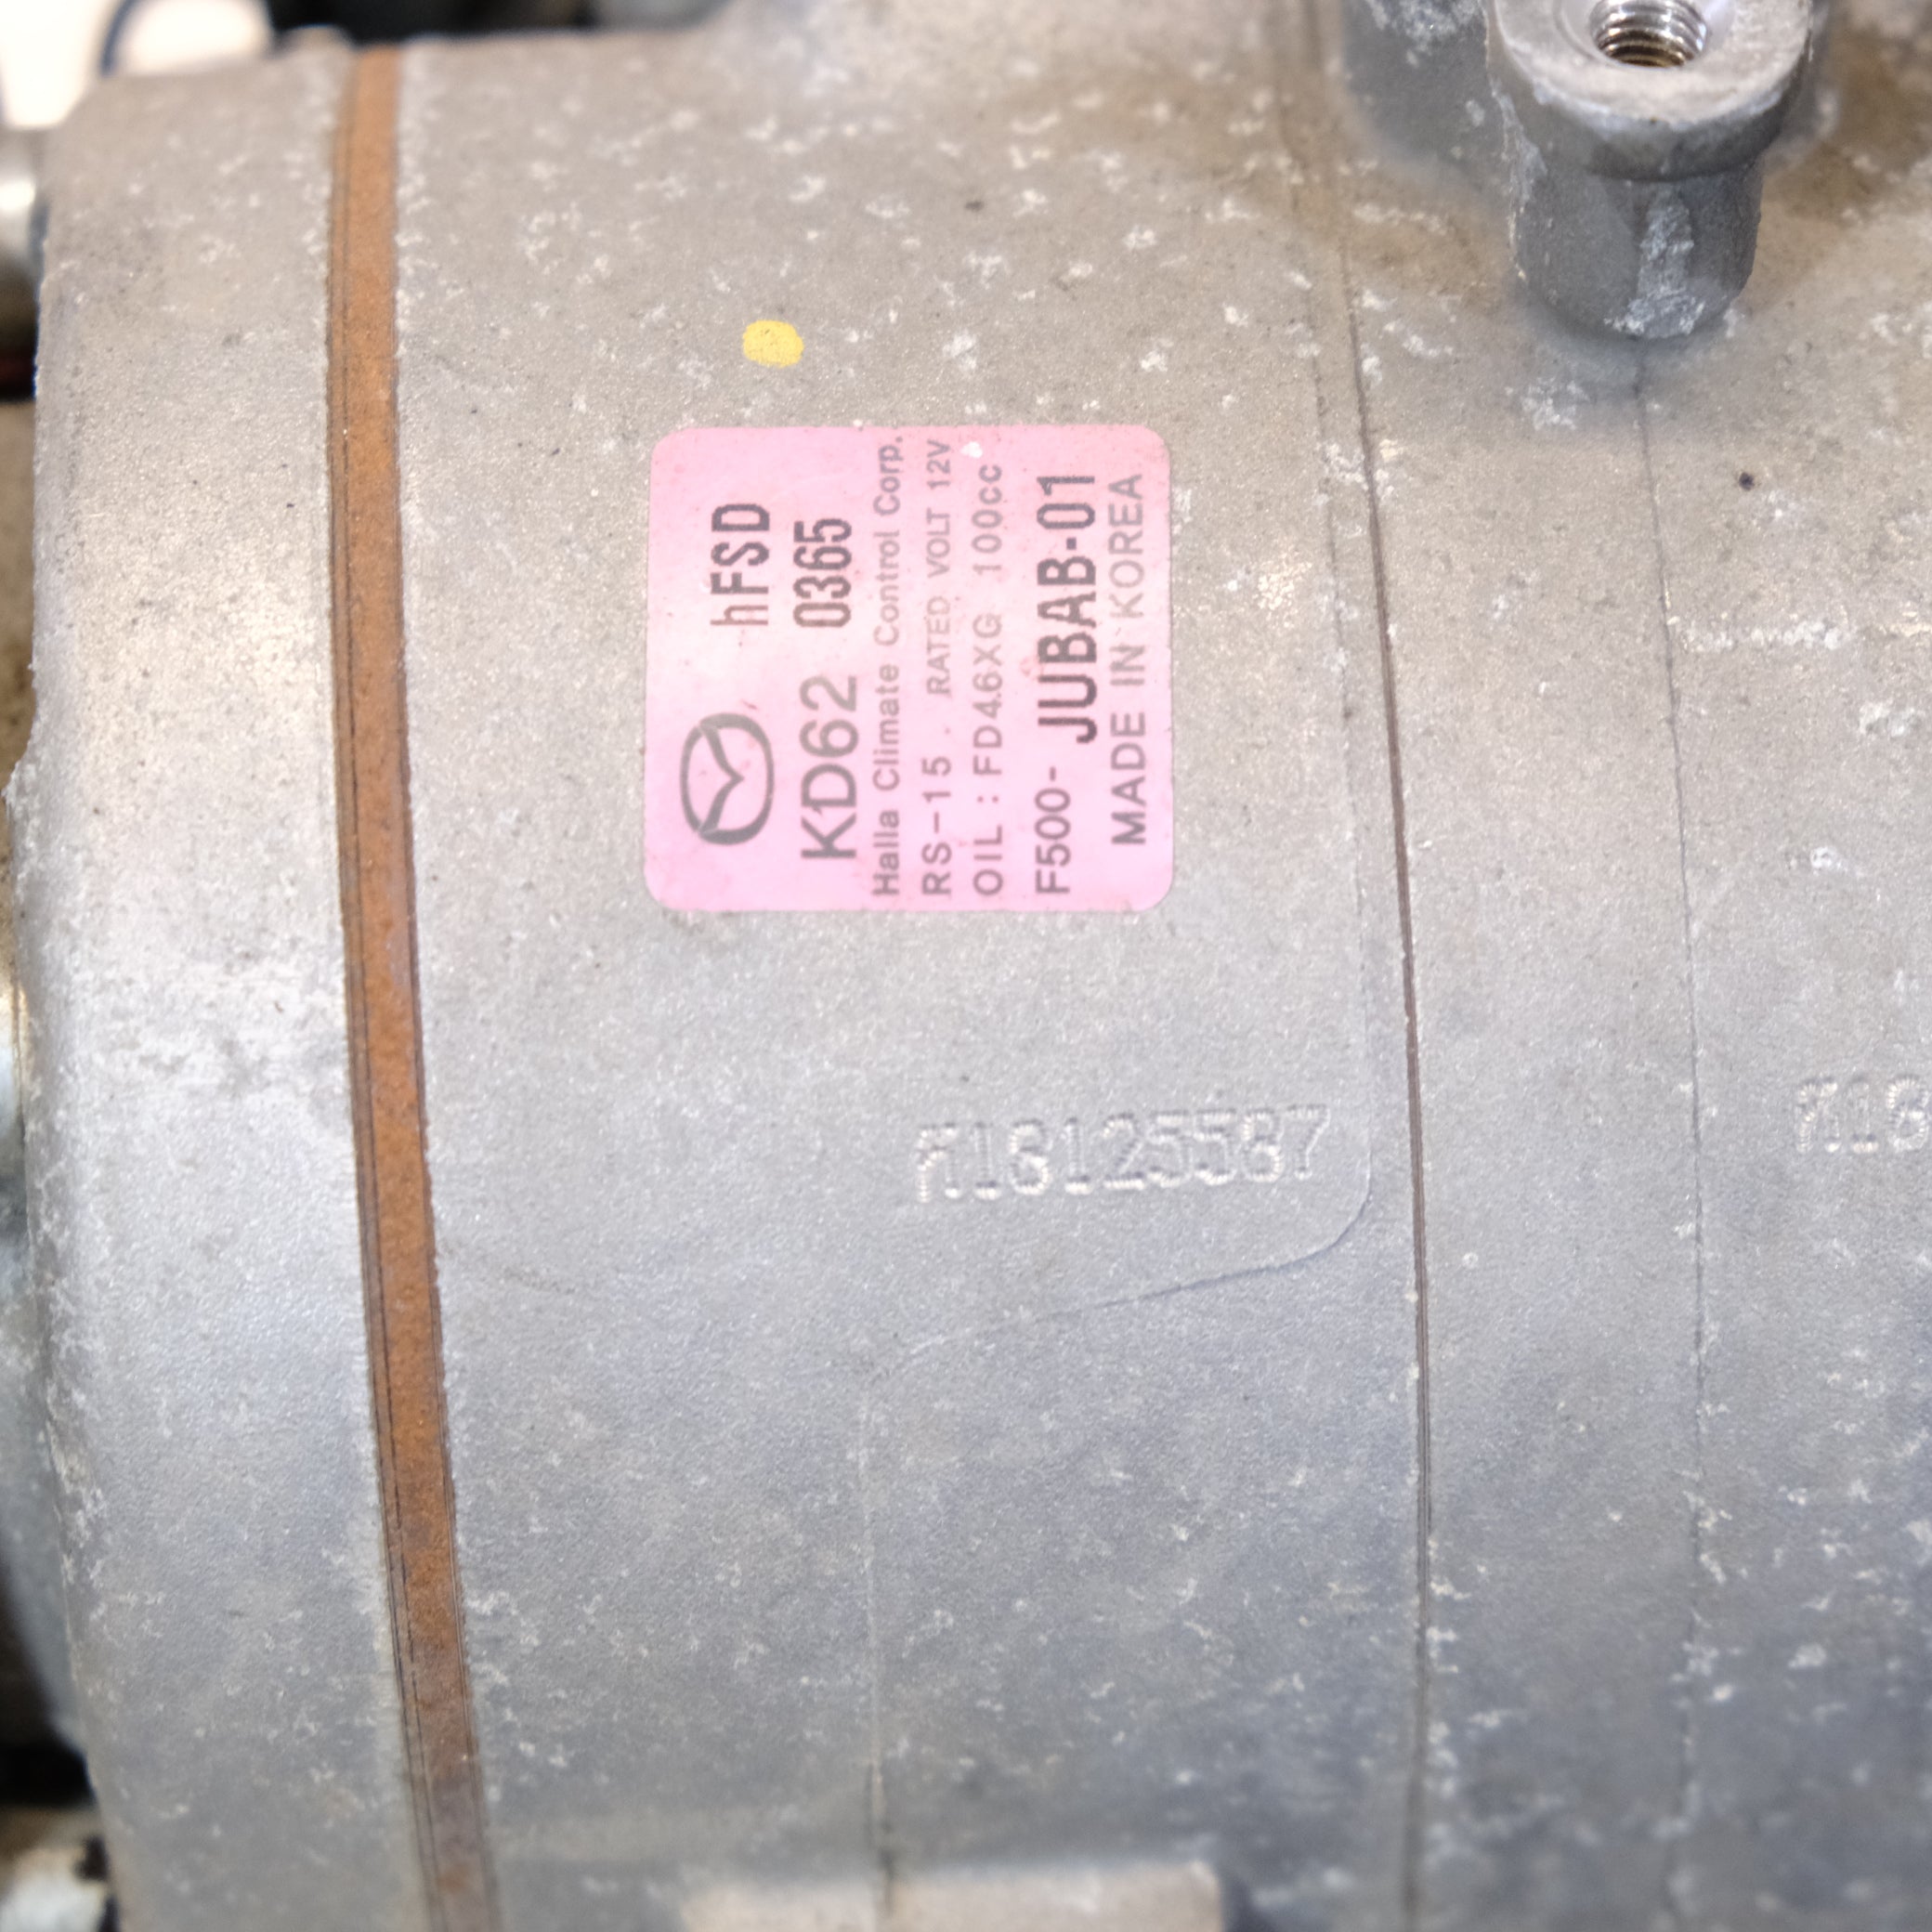 hFSD
KD62 0365
Halla Climate Control Corp.
RS-15 . RATED VOLT 12V
OIL : FD46XG 100cc
F500- JUBAB-01
MADE IN KOREA
M18125587